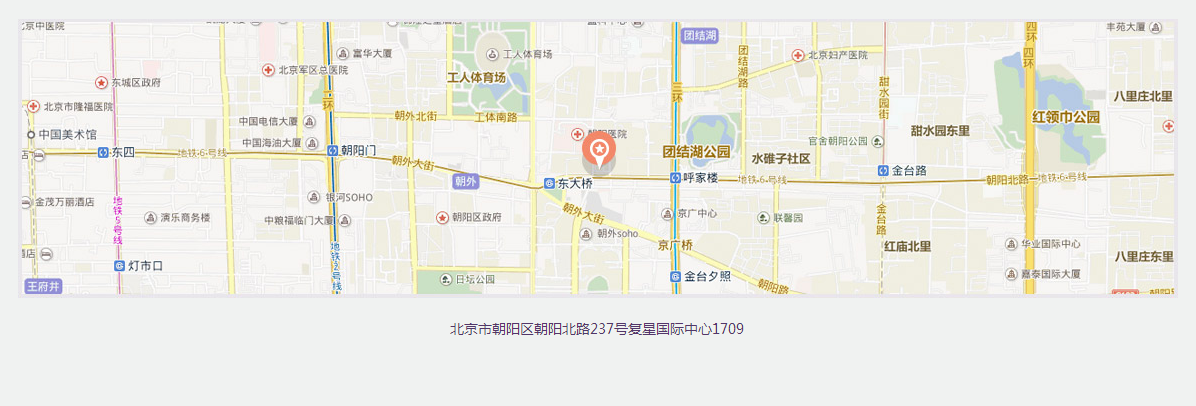 京中医院
团结湖
丰苑大厦
富华大厦
工人体育场
北京妇产医院
北京军区总医院
东城区政府
工人体育场
团结湖路
三环
二环
四环
四环
甜水园街
八里庄北里
北京市隆福医院
中国电信大厦
朝外北街
工体南路
红领巾公园
中国美术馆
朝阳医院
甜水园东里
中国海油大厦
官舍朝阳公园
东四
地铁6号线
朝阳门
朝外大街
团结湖公园
水碓子社区
金台路
朝外
东大桥
呼家楼
地铁6号线
朝阳北路
地铁6号线
金茂万丽酒店
地铁5号线
银河SOHO
演乐商务楼
中粮福临门大厦
朝阳区政府
朝外大街
京广中心
联馨园
金台路
朝外soho
京广桥
红庙北里
华业国际中心
地铁2号线
八里庄东里
灯市口
日坛公园
金台夕照
嘉泰国际大厦
王府井
朝阳路
北京市朝阳区朝阳北路237号复星国际中心1709